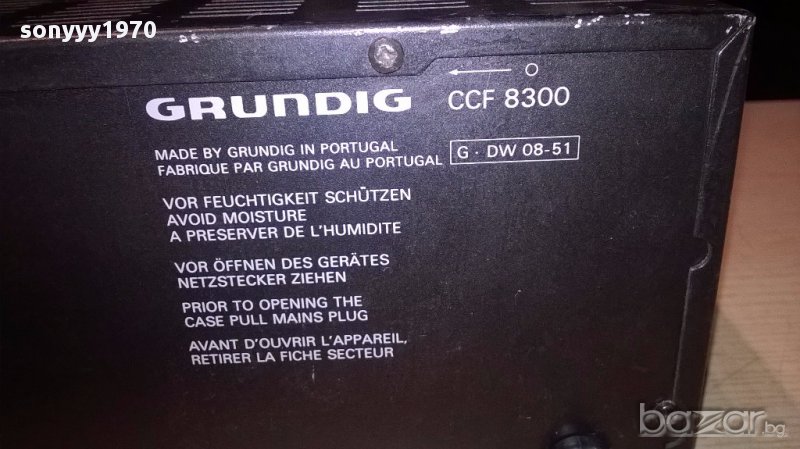 sonyyy1970
GRUNDIG CCF 8300
MADE BY GRUNDIG IN PORTUGAL
FABRIQUE PAR GRUNDIG AU PORTUGAL G · DW 08-51
VOR FEUCHTIGKEIT SCHÜTZEN
AVOID MOISTURE
A PRESERVER DE L'HUMIDITE
VOR ÖFFNEN DES GERÄTES
NETZSTECKER ZIEHEN
PRIOR TO OPENING THE
CASE PULL MAINS PLUG
AVANT D'OUVRIR L'APPAREIL,
RETIRER LA FICHE SECTEUR
bazar.bg